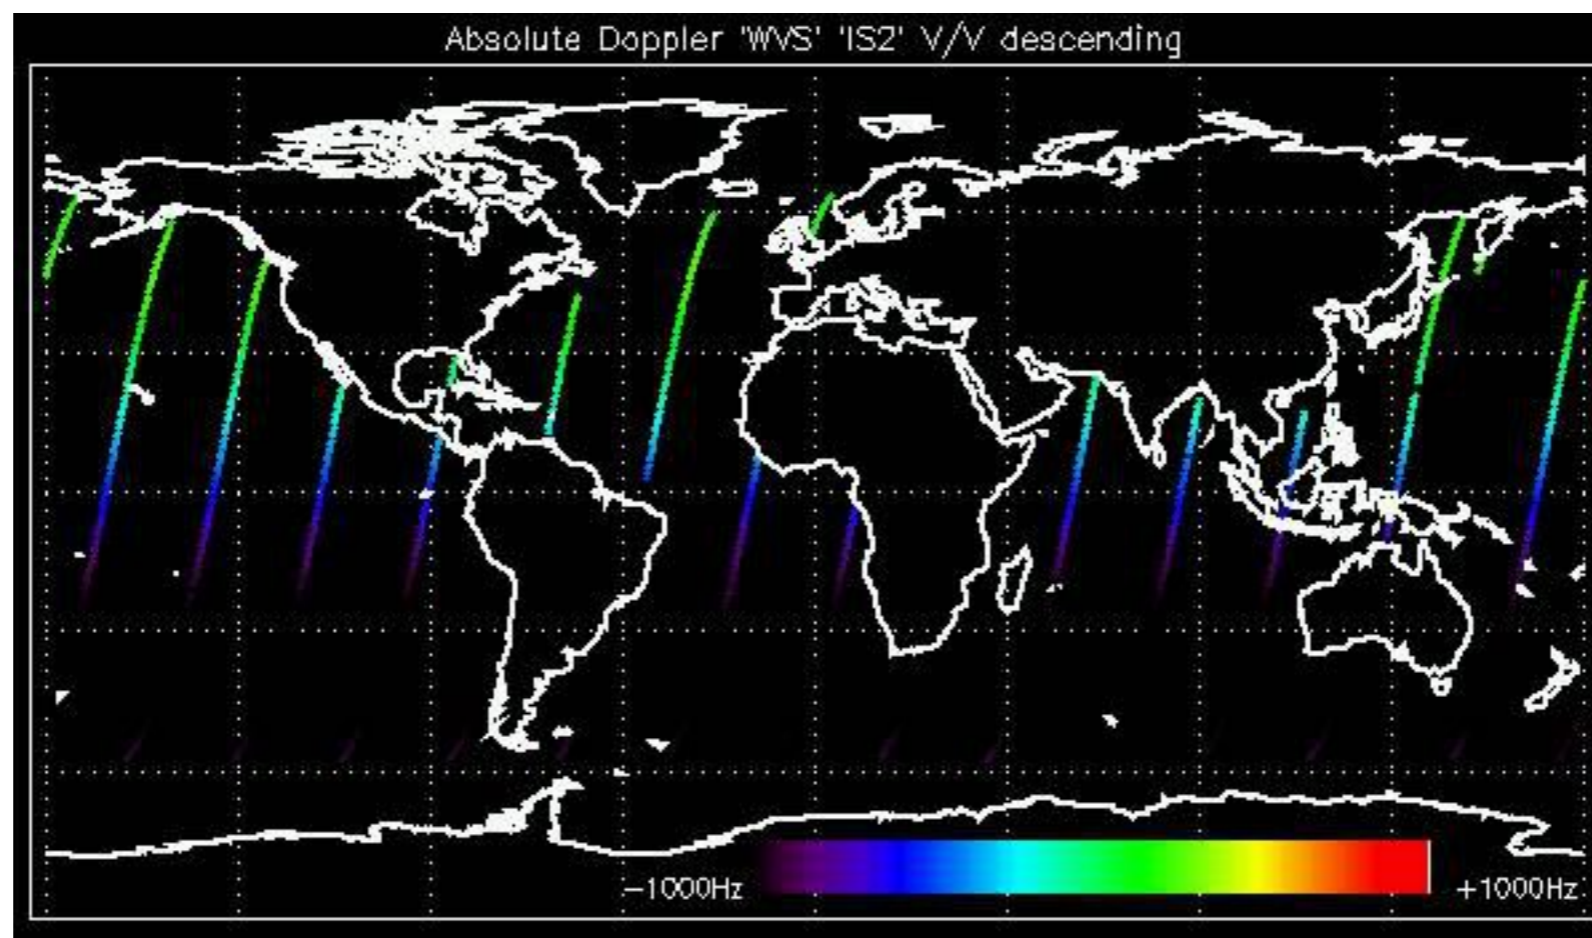 Absolute Doppler 'WVS' 'IS2' V/V descending
−1000Hz +1000Hz